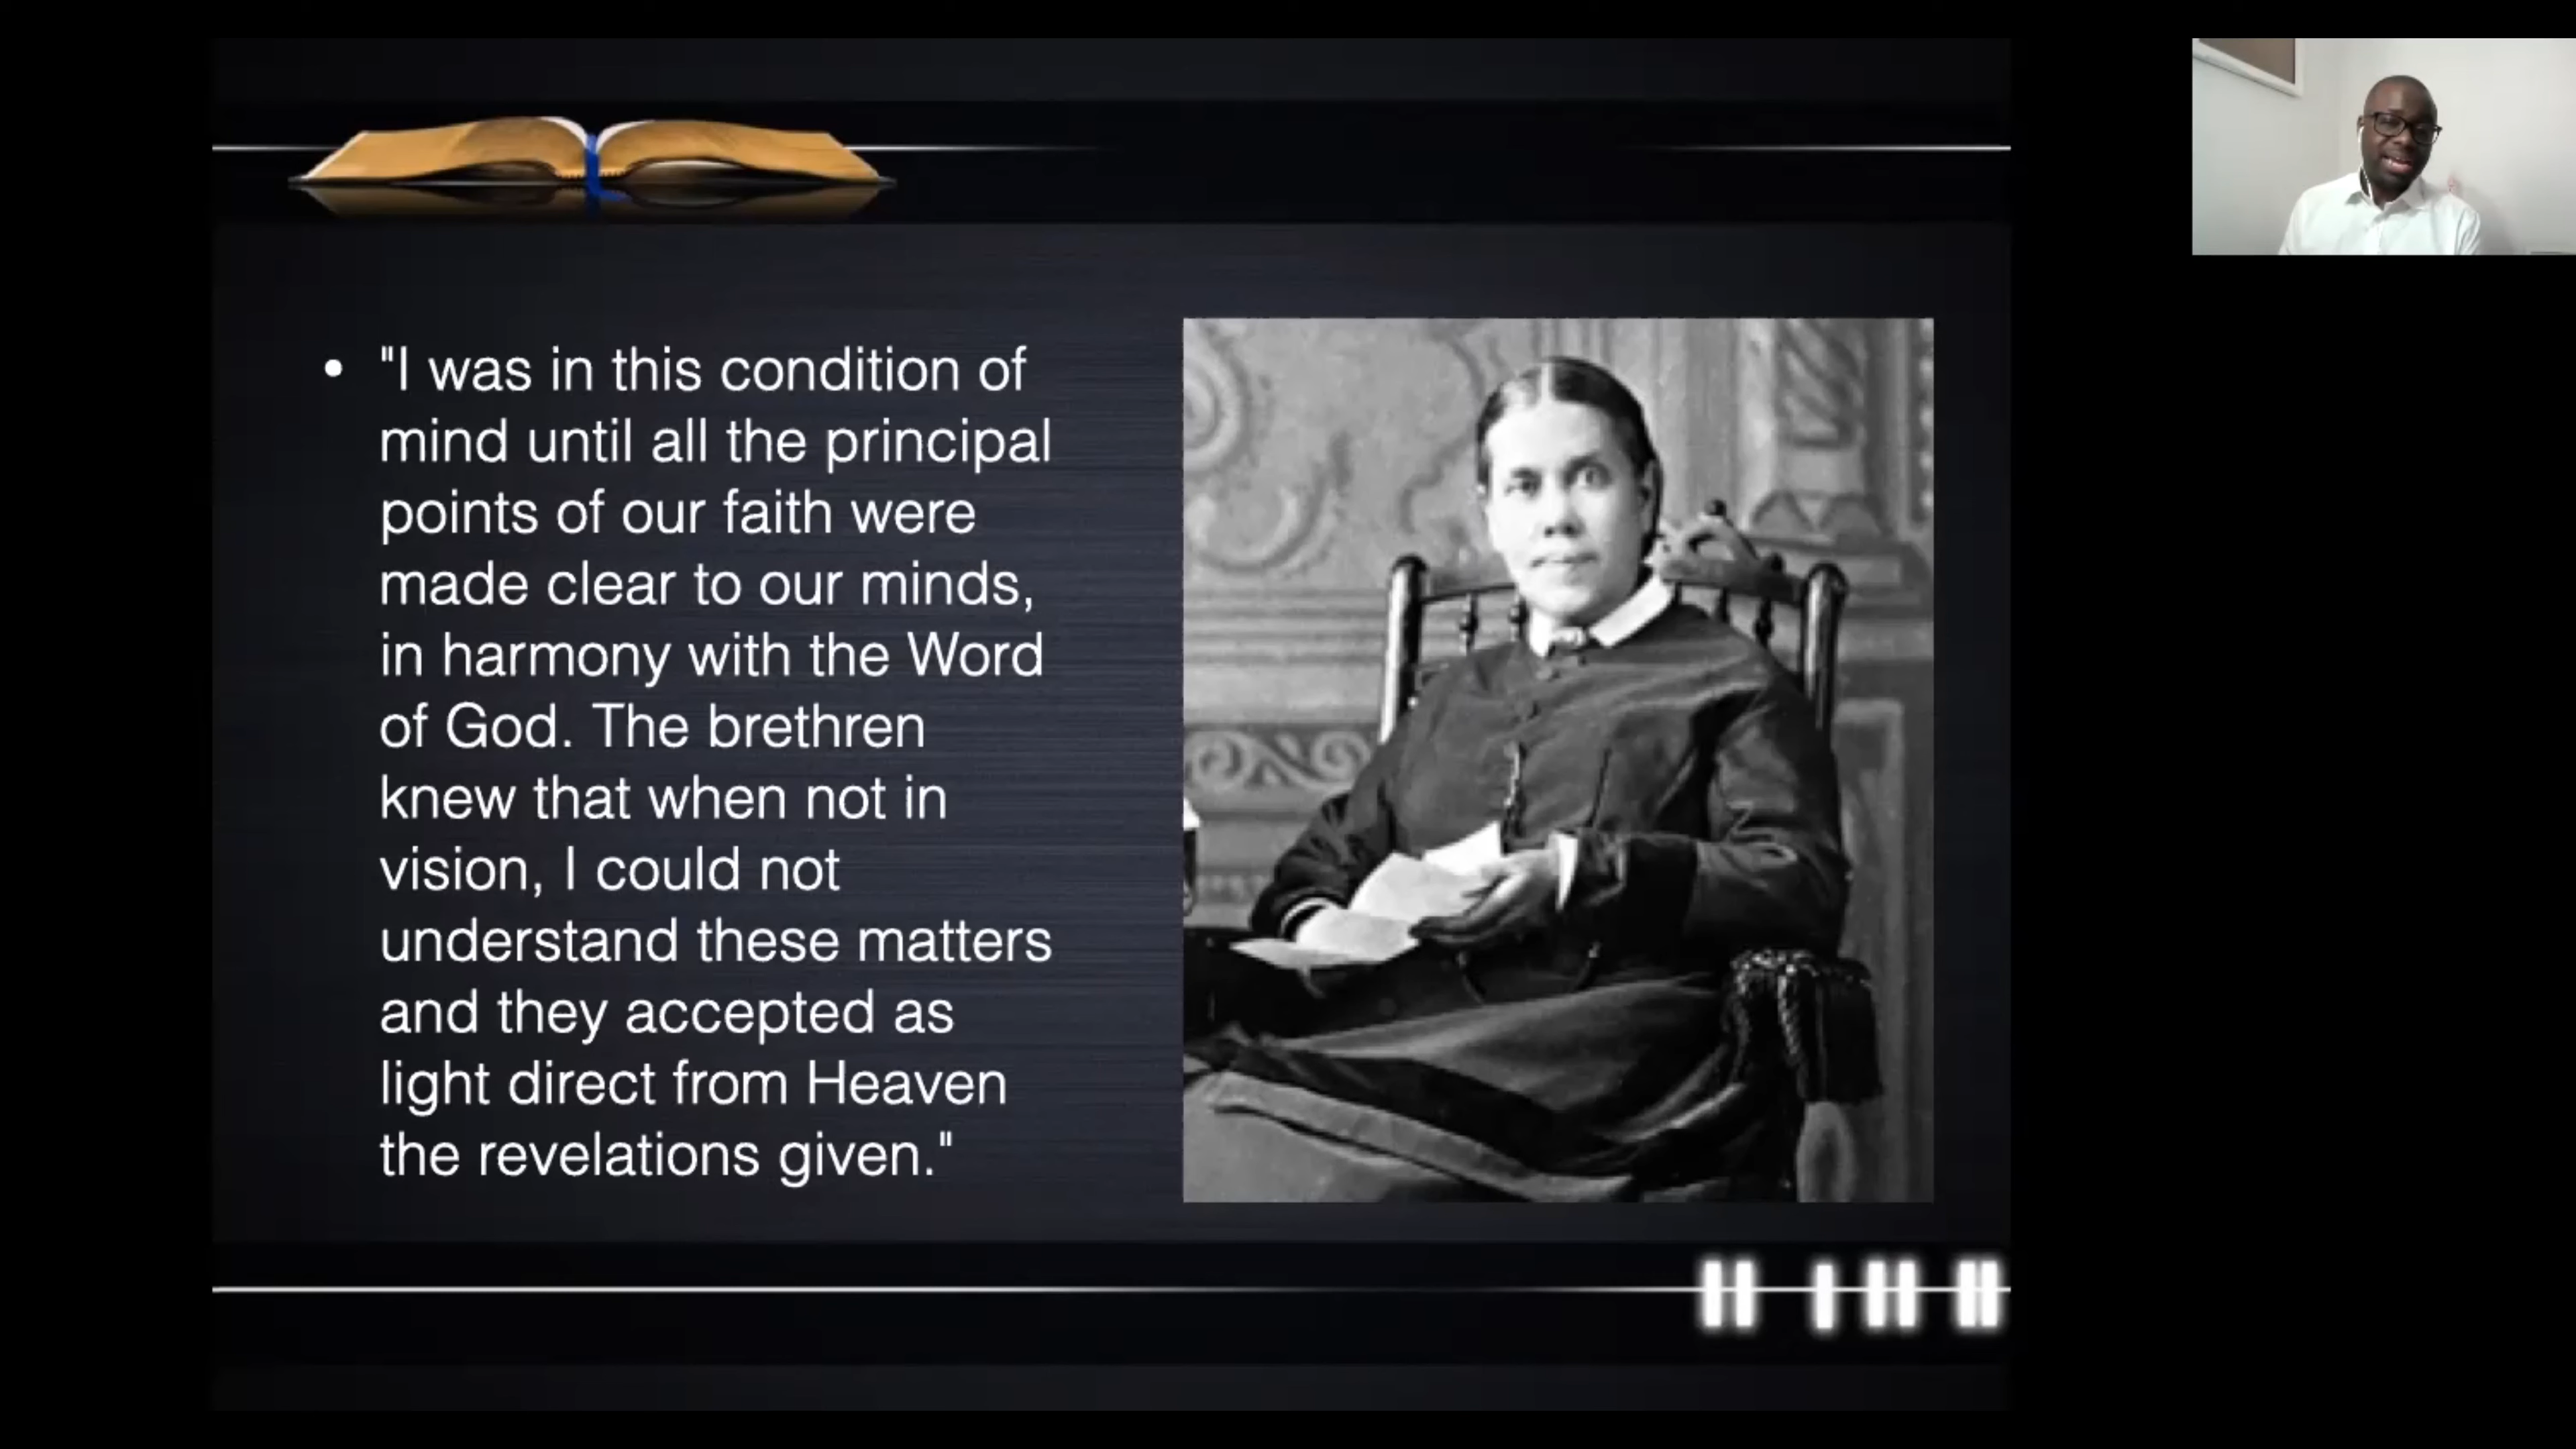 • "I was in this condition of
mind until all the principal
points of our faith were
made clear to our minds,
in harmony with the Word
of God. The brethren
knew that when not in
vision, I could not
understand these matters
and they accepted as
light direct from Heaven
the revelations given."